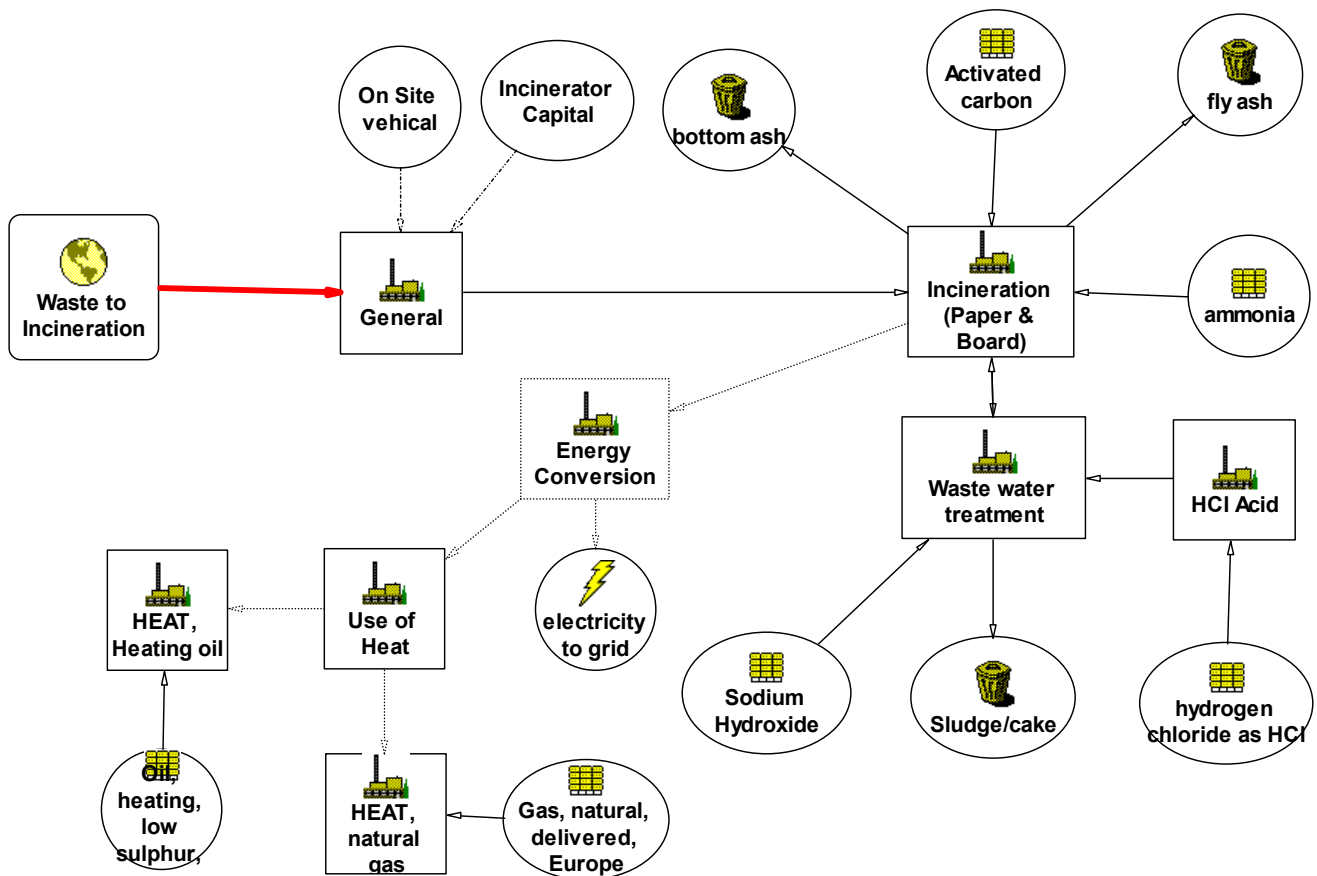 On Site
vehical
Incinerator
Capital
bottom ash
Activated
carbon
fly ash
Waste to
Incineration
General
Incineration
(Paper &
Board)
ammonia
Energy
Conversion
Waste water
treatment
HCl Acid
HEAT,
Heating oil
Use of
Heat
electricity
to grid
Sodium
Hydroxide
Sludge/cake
hydrogen
chloride as HCl
Oil,
heating,
low
sulphur,
HEAT,
natural
gas
Gas, natural,
delivered,
Europe